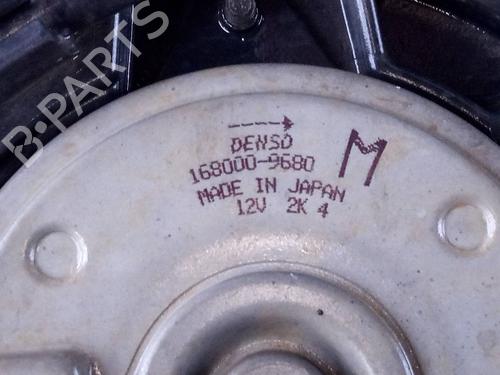 DENSO
168000-9680
MADE IN JAPAN
12V 2K 4
M
B-PARTS